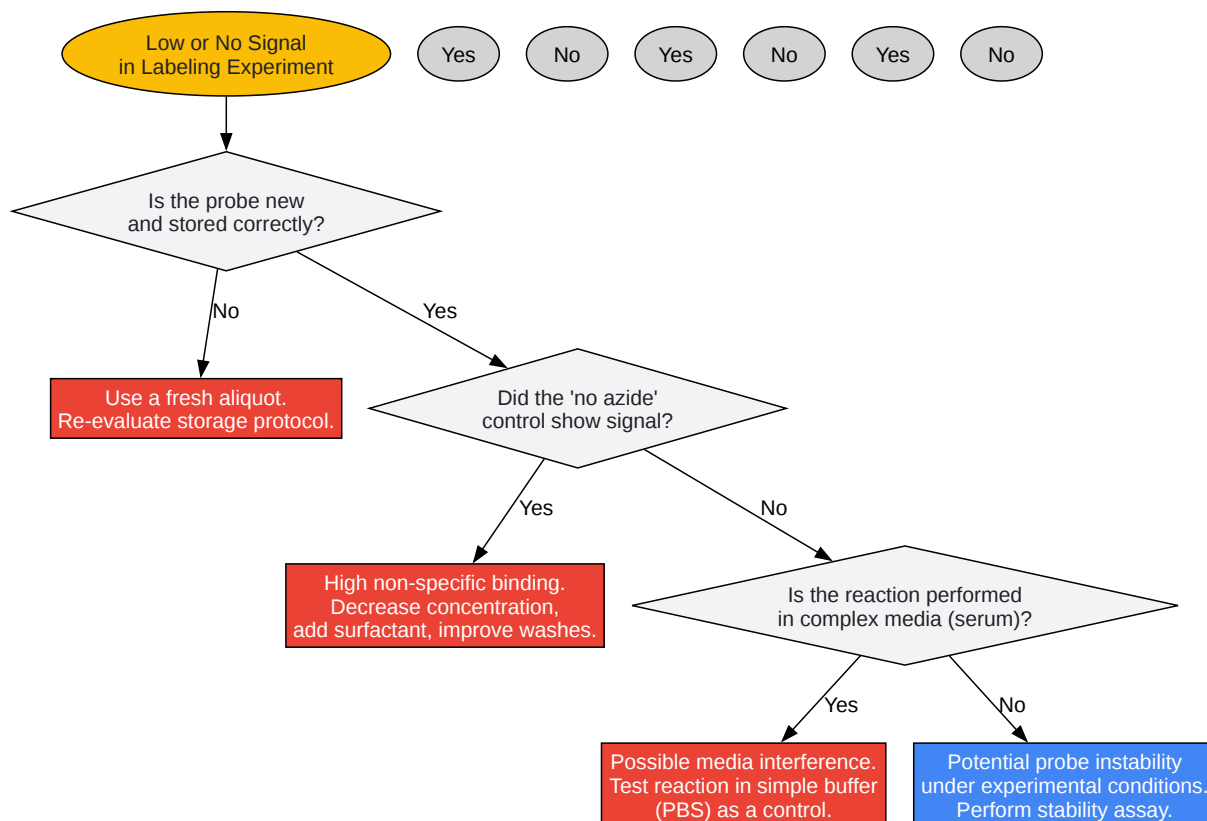 Low or No Signal
in Labeling Experiment
Yes
No
Yes
No
Yes
No
Is the probe new
and stored correctly?
No
Yes
Use a fresh aliquot.
Re-evaluate storage protocol.
Did the 'no azide'
control show signal?
Yes
No
High non-specific binding.
Decrease concentration,
add surfactant, improve washes.
Is the reaction performed
in complex media (serum)?
Yes
No
Possible media interference.
Test reaction in simple buffer
(PBS) as a control.
Potential probe instability
under experimental conditions.
Perform stability assay.